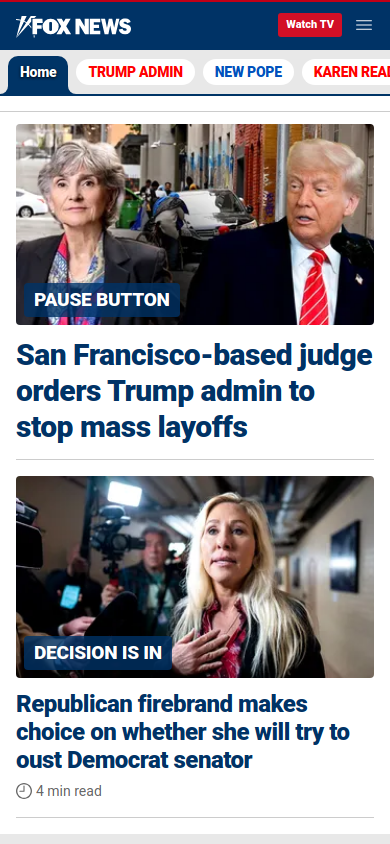 FOX NEWS
Watch TV
Home
TRUMP ADMIN
NEW POPE
KAREN REA
PAUSE BUTTON
San Francisco-based judge
orders Trump admin to
stop mass layoffs
DECISION IS IN
Republican firebrand makes
choice on whether she will try to
oust Democrat senator
4 min read